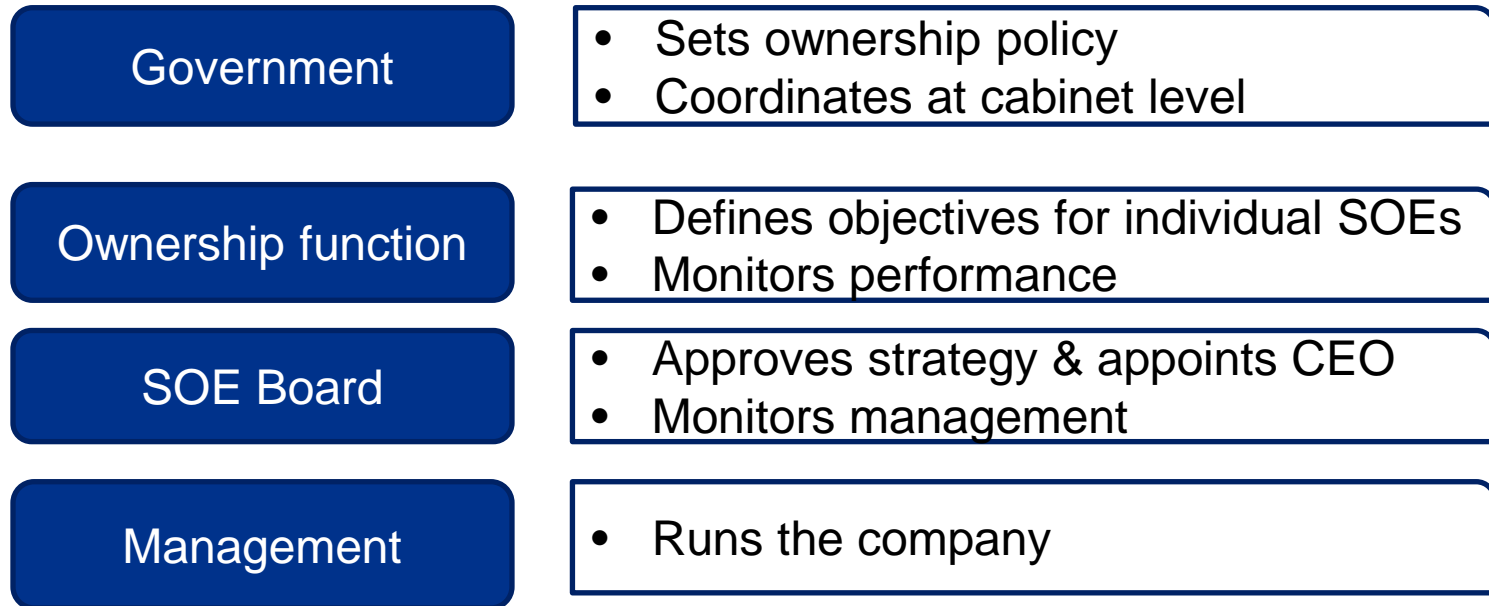 Government
• Sets ownership policy
• Coordinates at cabinet level
Ownership function
• Defines objectives for individual SOEs
• Monitors performance
SOE Board
• Approves strategy & appoints CEO
• Monitors management
Management
• Runs the company